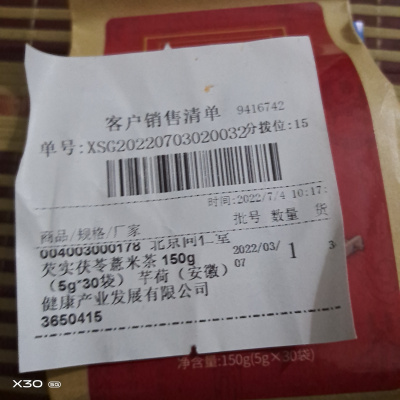 客户销售清单 9416742
单号:XSG20220703020032分拨位:15
时间:2022/7/4 10:17:
商品/规格/厂家 批号 数量 货
004003000178 北京同仁堂
芡实茯苓薏米茶 150g 2022/03/ 1 3
(5g*30袋) 芊荷(安徽) 07
健康产业发展有限公司
3650415
净含量:150g(5g×30袋)
X30